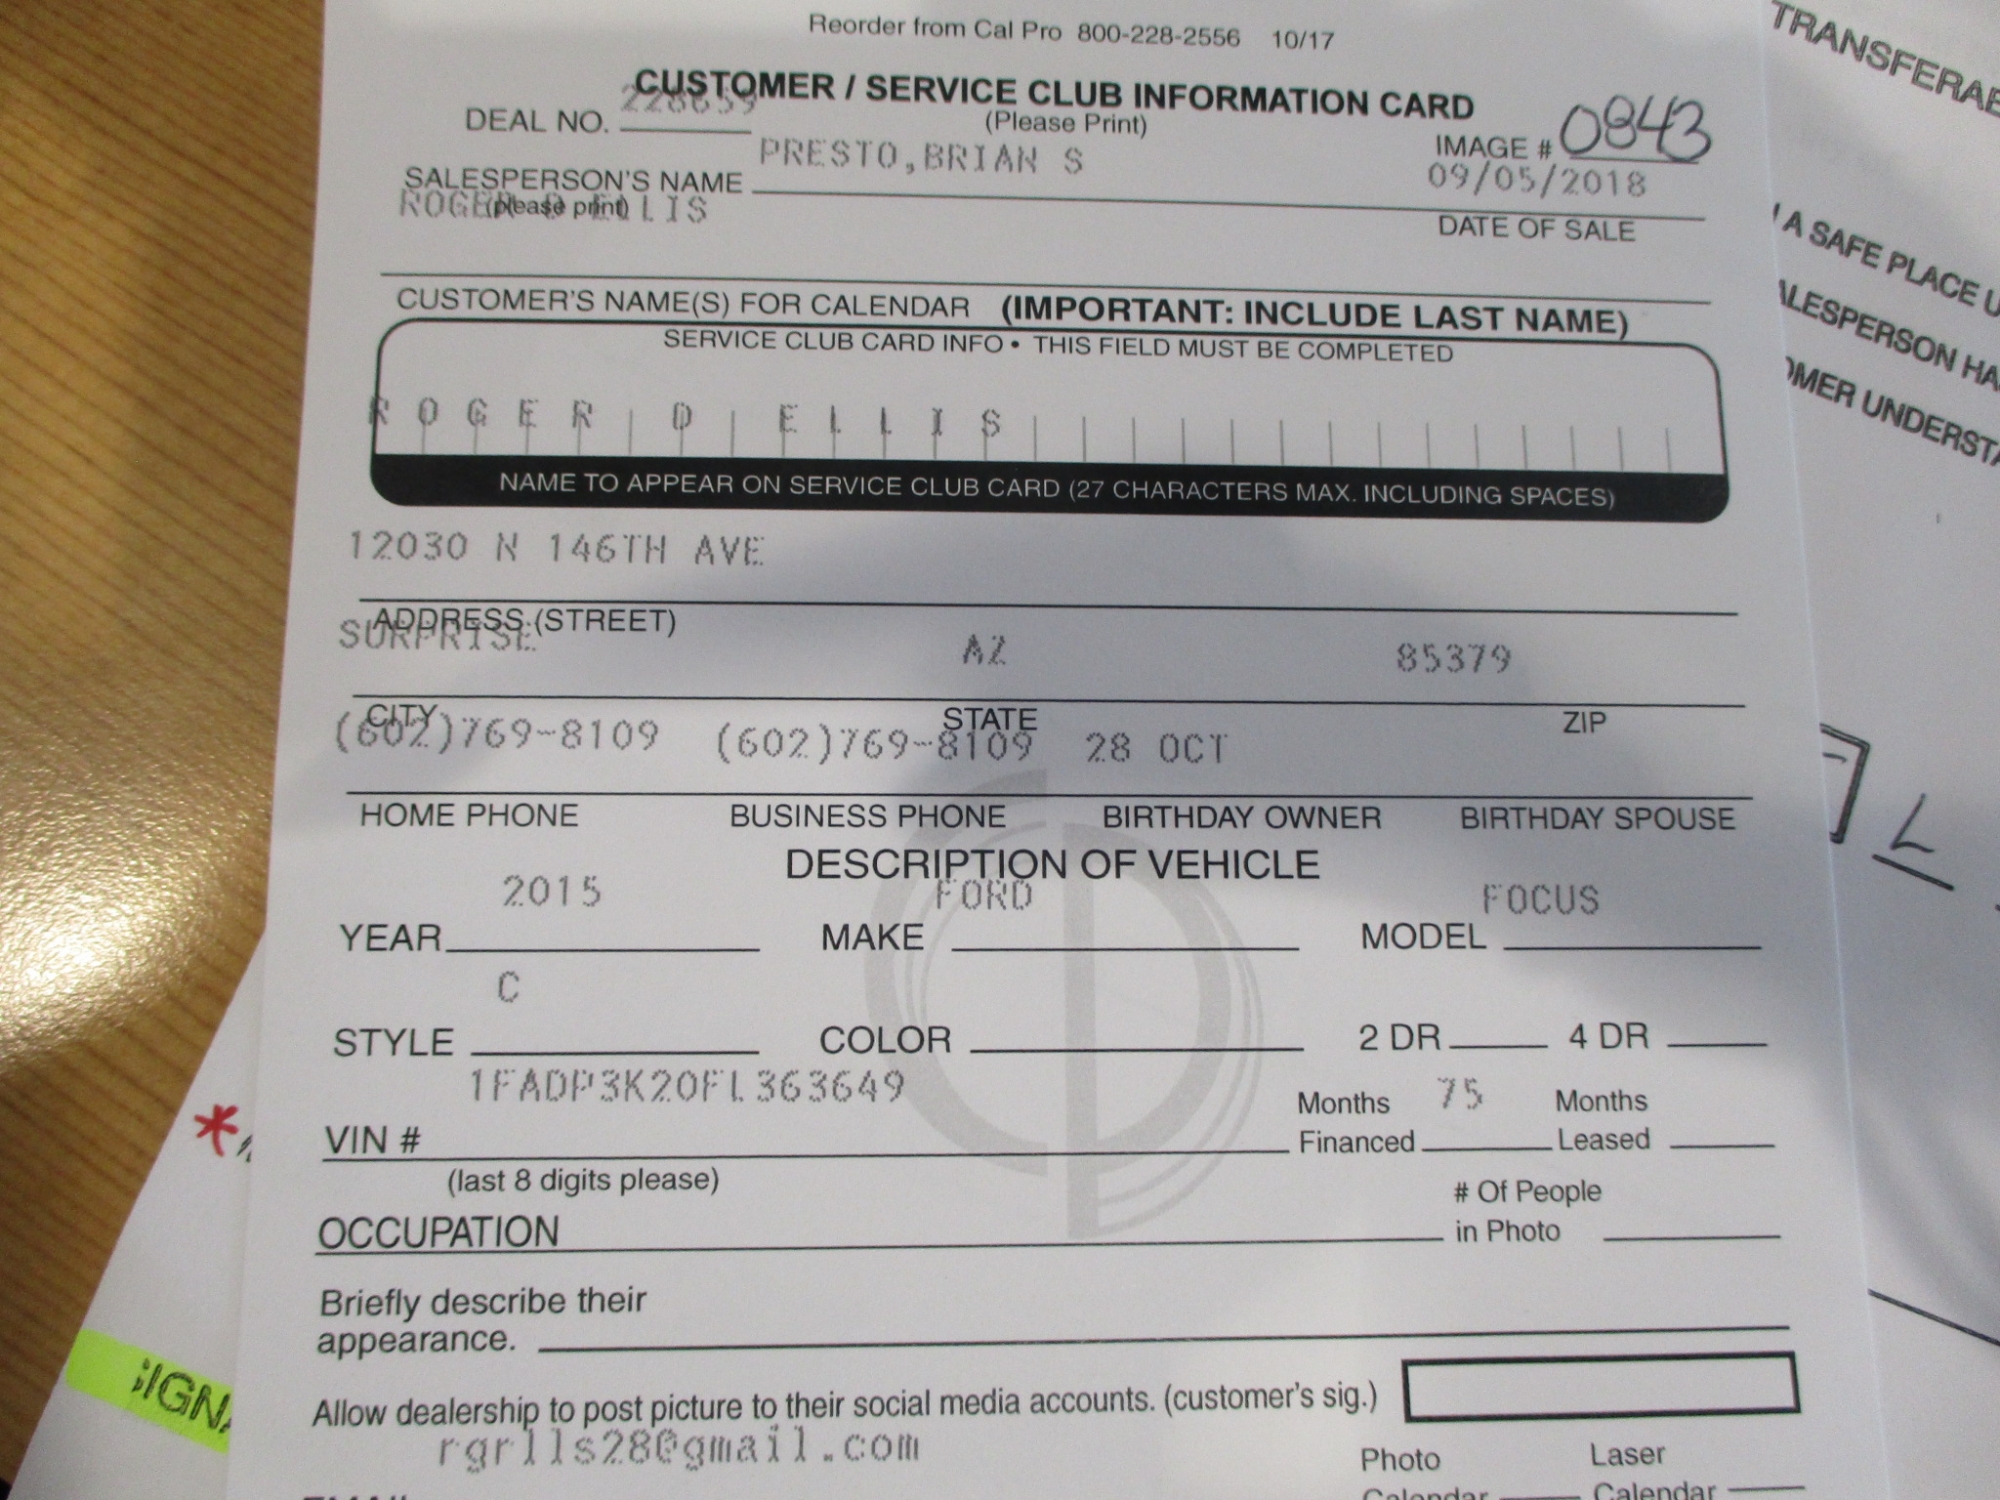 Reorder from Cal Pro 800-228-2556 10/17
CUSTOMER / SERVICE CLUB INFORMATION CARD
(Please Print)
DEAL NO. 228659
IMAGE # 0843
PRESTO,BRIAN S
09/05/2018
SALESPERSON'S NAME
(please print)
DATE OF SALE
ROGER D ELLIS
CUSTOMER'S NAME(S) FOR CALENDAR (IMPORTANT: INCLUDE LAST NAME)
SERVICE CLUB CARD INFO • THIS FIELD MUST BE COMPLETED
ROGER D ELLIS
NAME TO APPEAR ON SERVICE CLUB CARD (27 CHARACTERS MAX. INCLUDING SPACES)
12030 N 146TH AVE
ADDRESS (STREET)
SURPRISE AZ 85379
CITY STATE ZIP
(602)769-8109 (602)769-8109 28 OCT
HOME PHONE BUSINESS PHONE BIRTHDAY OWNER BIRTHDAY SPOUSE
DESCRIPTION OF VEHICLE
2015 FORD FOCUS
YEAR MAKE MODEL
C
STYLE COLOR 2 DR 4 DR
1FADP3K20FL363649
VIN #
(last 8 digits please)
Months Financed 75 Months Leased
OCCUPATION
# Of People in Photo
Briefly describe their
appearance.
Allow dealership to post picture to their social media accounts. (customer's sig.)
rgrlls28@gmail.com
Photo Laser
Calendar Calendar
A SAFE PLACE
OMER UNDERSTA